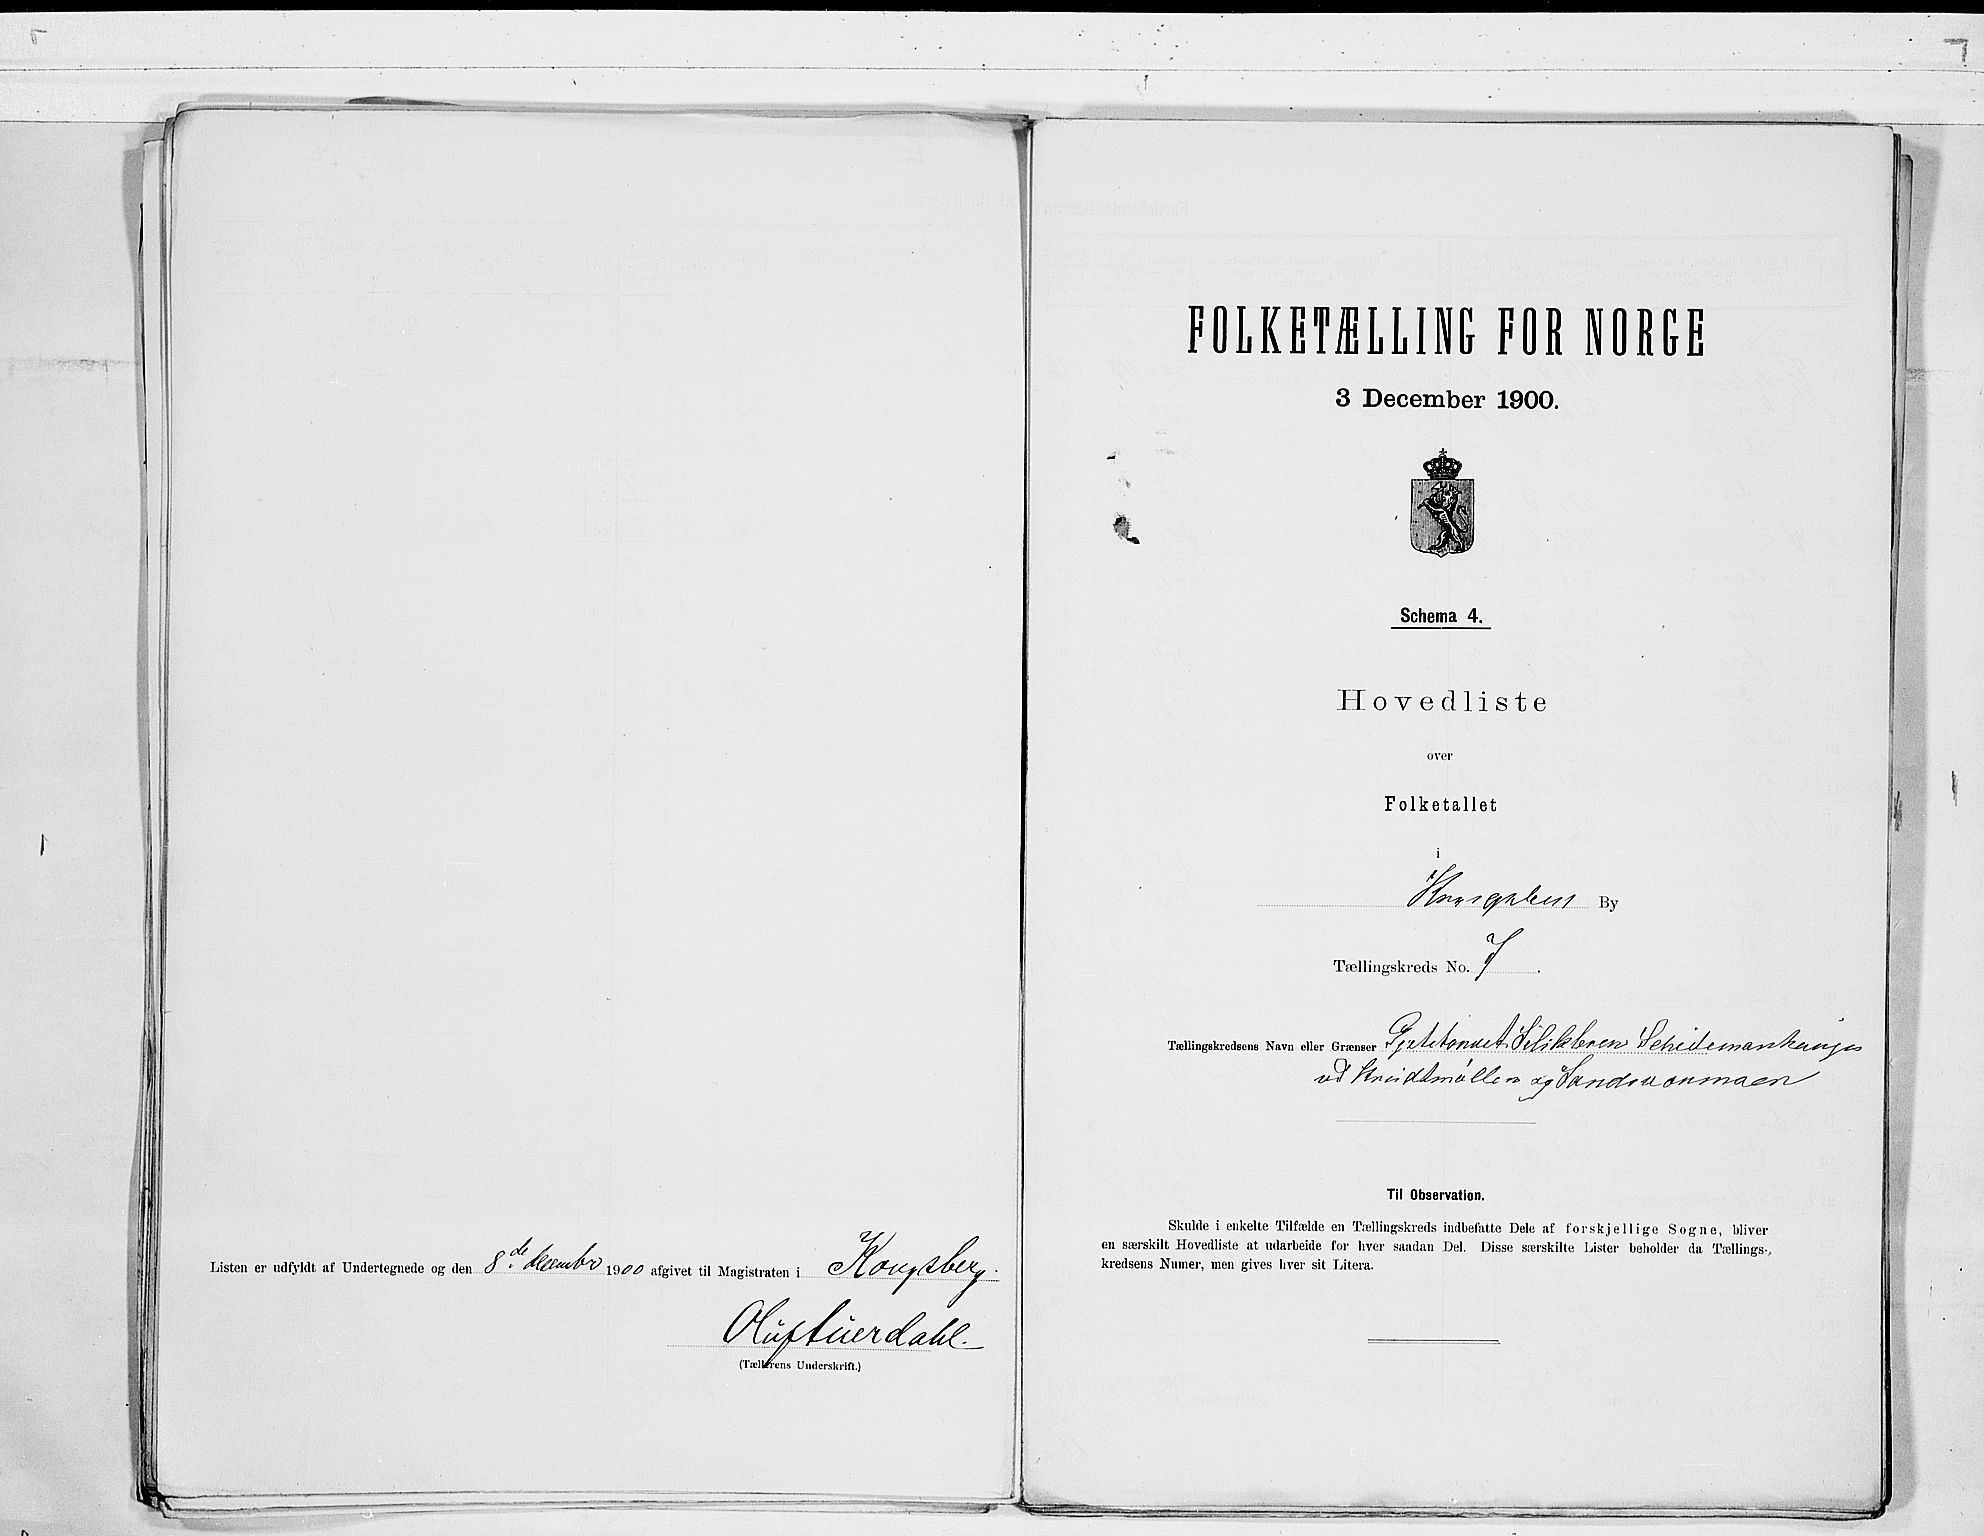 Listen er udfyldt af Undertegnede og den 8de december 1900 afgivet til Magistraten i Kongsberg.
(Tællerens Underskrift.)
FOLKETÆLLING FOR NORGE
3 December 1900.
Schema 4.
Hovedliste
over
Folketallet
i
Kongsberg By
Tællingskreds No. 7.
Tællingskredsens Navn eller Grænser
og
Til Observation.
Skulde i enkelte Tilfælde en Tællingskreds indbefatte Dele af forskjellige Sogne, bliver
en særskilt Hovedliste at udarbeide for hver saadan Del. Disse særskilte Lister beholder da Tællings-
kredsens Numer, men gives hver sit Litera.